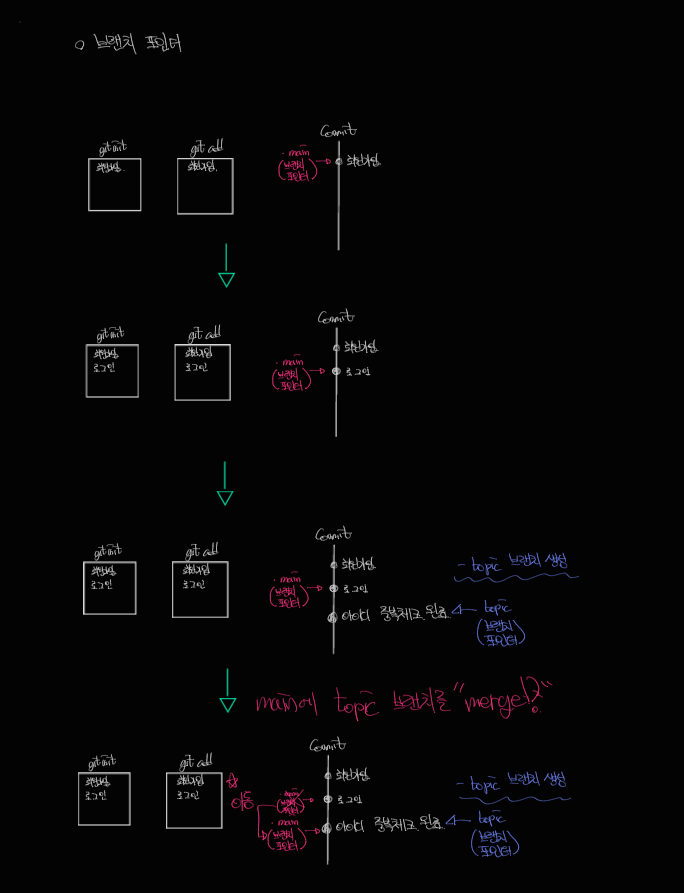 ○ 브랜치 포인터
git init
git add
Commit
회원가입
회원가입
· main
(브랜치
포인터)
회원가입
git init
git add
Commit
회원가입
로그인
회원가입
로그인
회원가입
· main
(브랜치
포인터)
로그인
git init
git add
Commit
회원가입
로그인
회원가입
로그인
회원가입
· main
(브랜치
포인터)
로그인
아이디 중복체크 완료
- topic 브랜치 생성
topic
(브랜치
포인터)
main에 topic 브랜치를 "merge!?"
git init
git add
Commit
회원가입
로그인
회원가입
로그인
☆
이동
회원가입
· main
(브랜치
포인터)
로그인
· main
(브랜치
포인터)
아이디 중복체크 완료
- topic 브랜치 생성
topic
(브랜치
포인터)